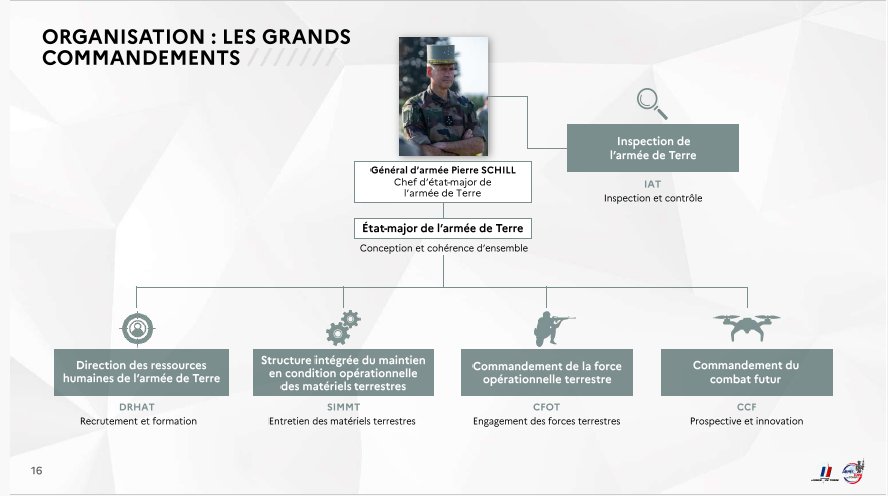 ORGANISATION : LES GRANDS
COMMANDEMENTS
Général d'armée Pierre SCHILL
Chef d'état-major de
l'armée de Terre
Inspection de
l'armée de Terre
IAT
Inspection et contrôle
État-major de l'armée de Terre
Conception et cohérence d'ensemble
Direction des ressources
humaines de l'armée de Terre
DRHAT
Recrutement et formation
Structure intégrée du maintien
en condition opérationnelle
des matériels terrestres
SIMMT
Entretien des matériels terrestres
Commandement de la force
opérationnelle terrestre
CFOT
Engagement des forces terrestres
Commandement du
combat futur
CCF
Prospective et innovation
16